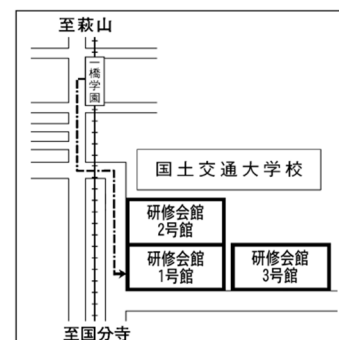 至萩山
一橋学園
国土交通大学校
研修会館
2号館
研修会館
1号館
研修会館
3号館
至国分寺